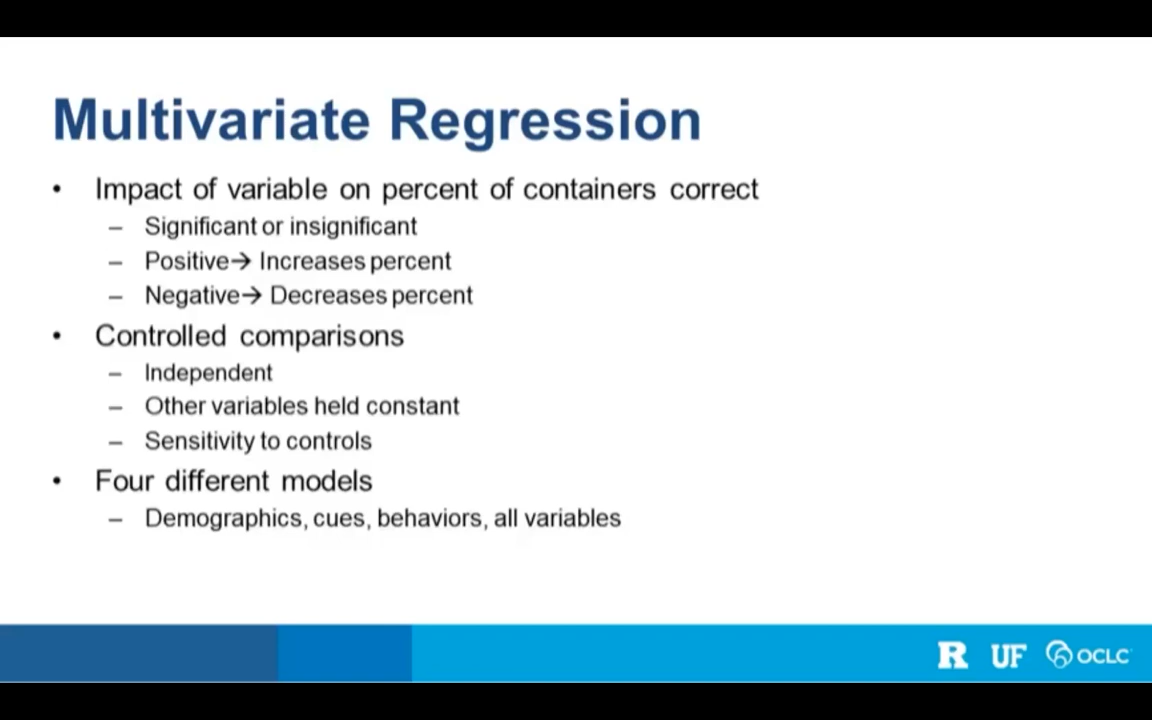 Multivariate Regression
• Impact of variable on percent of containers correct
– Significant or insignificant
– Positive→ Increases percent
– Negative→ Decreases percent
• Controlled comparisons
– Independent
– Other variables held constant
– Sensitivity to controls
• Four different models
– Demographics, cues, behaviors, all variables
R UF OCLC